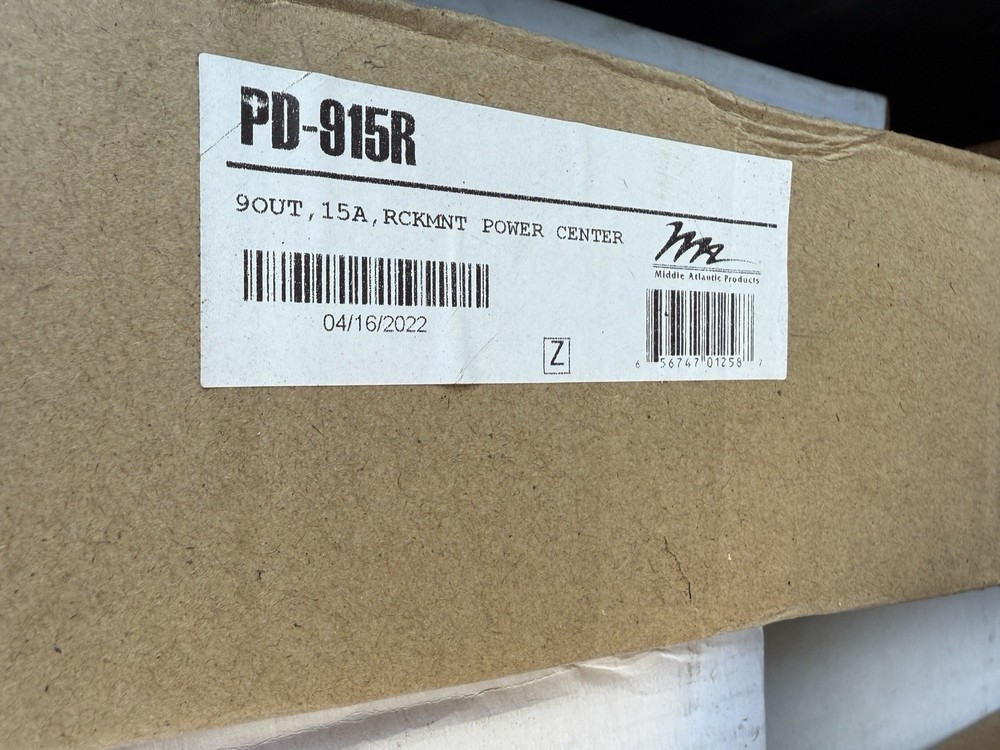 PD-915R
9OUT,15A,RCKMNT POWER CENTER
Middle Atlantic Products
04/16/2022
Z
6 56747 01258 7